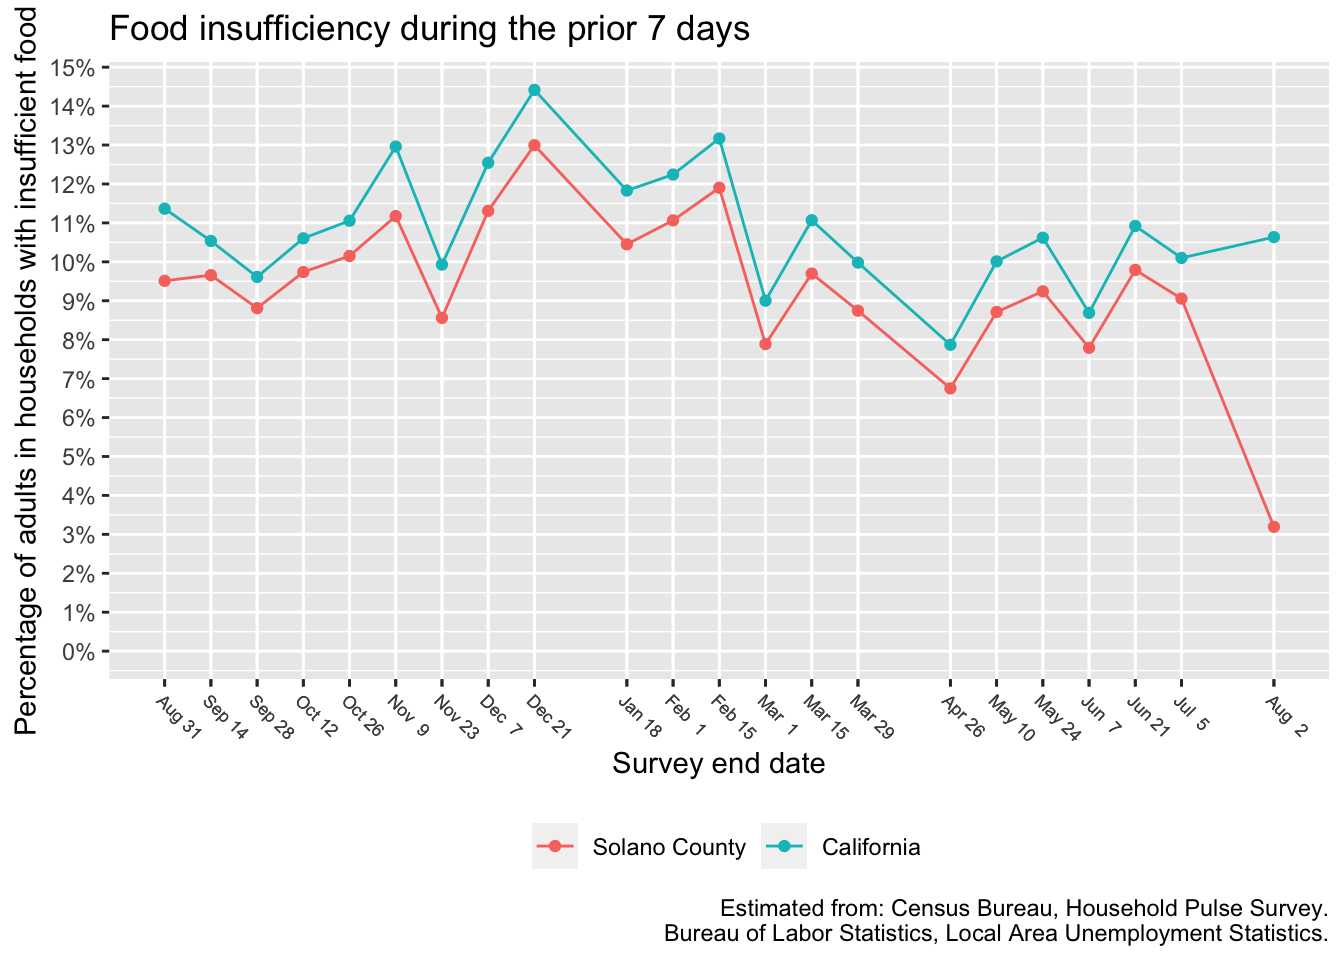 Food insufficiency during the prior 7 days
Percentage of adults in households with insufficient food
15%
14%
13%
12%
11%
10%
9%
8%
7%
6%
5%
4%
3%
2%
1%
0%
Aug 31
Sep 14
Sep 28
Oct 12
Oct 26
Nov 9
Nov 23
Dec 7
Dec 21
Jan 18
Feb 1
Feb 15
Mar 1
Mar 15
Mar 29
Apr 26
May 10
May 24
Jun 7
Jun 21
Jul 5
Aug 2
Survey end date
Solano County
California
Estimated from: Census Bureau, Household Pulse Survey.
Bureau of Labor Statistics, Local Area Unemployment Statistics.